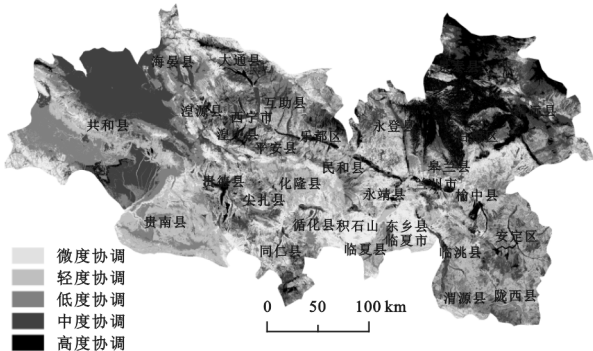 海晏县
大通县
湟源县
互助县
西宁市
共和县
平安县
乐都区
永登县
民和县
皋兰县
兰州市
贵德县
化隆县
尖扎县
永靖县
榆中县
贵南县
循化县
积石山
东乡县
安定区
同仁县
临夏县
临夏市
临洮县
渭源县
陇西县
微度协调
轻度协调
低度协调
中度协调
高度协调
0 50 100 km